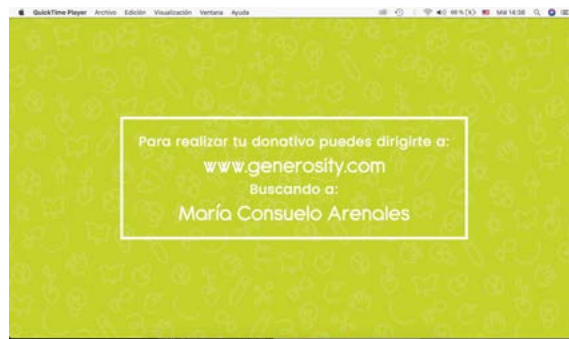 QuickTime Player Archivo Edición Visualización Ventana Ayuda
Para realizar tu donativo puedes dirigirte a:
www.generosity.com
Buscando a:
María Consuelo Arenales